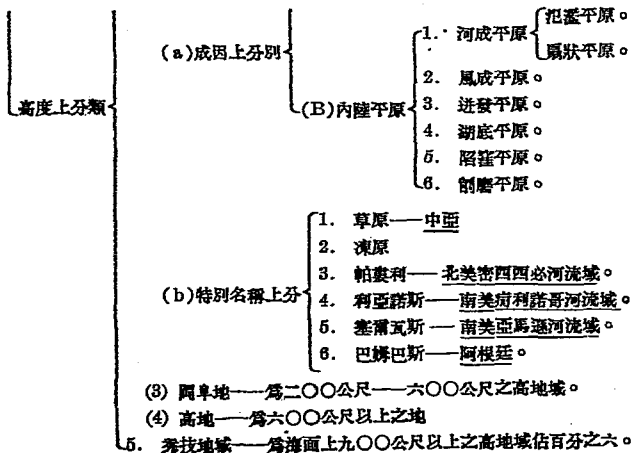 氾濫平原。
1. 河成平原
扇狀平原。
(a)成因上分別
2. 風成平原。
高度上分類
(B)內陸平原
3. 迸發平原。
4. 湖底平原。
5. 陷窪平原。
6. 削磨平原。
1. 草原——中亞
2. 凍原
3. 帕婁利——北美密西西必河流域。
(b)特別名稱上分
4. 利亞諾斯——南美疴利諾哥河流域。
5. 塞爾瓦斯——南美亞馬遜河流域。
6. 巴姆巴斯——阿根廷。
(3) 岡阜地——爲二〇〇公尺——六〇〇公尺之高地域。
(4) 高地——爲六〇〇公尺以上之地
5. 地域——爲海面上九〇〇公尺以上之高地域佔百分之六。